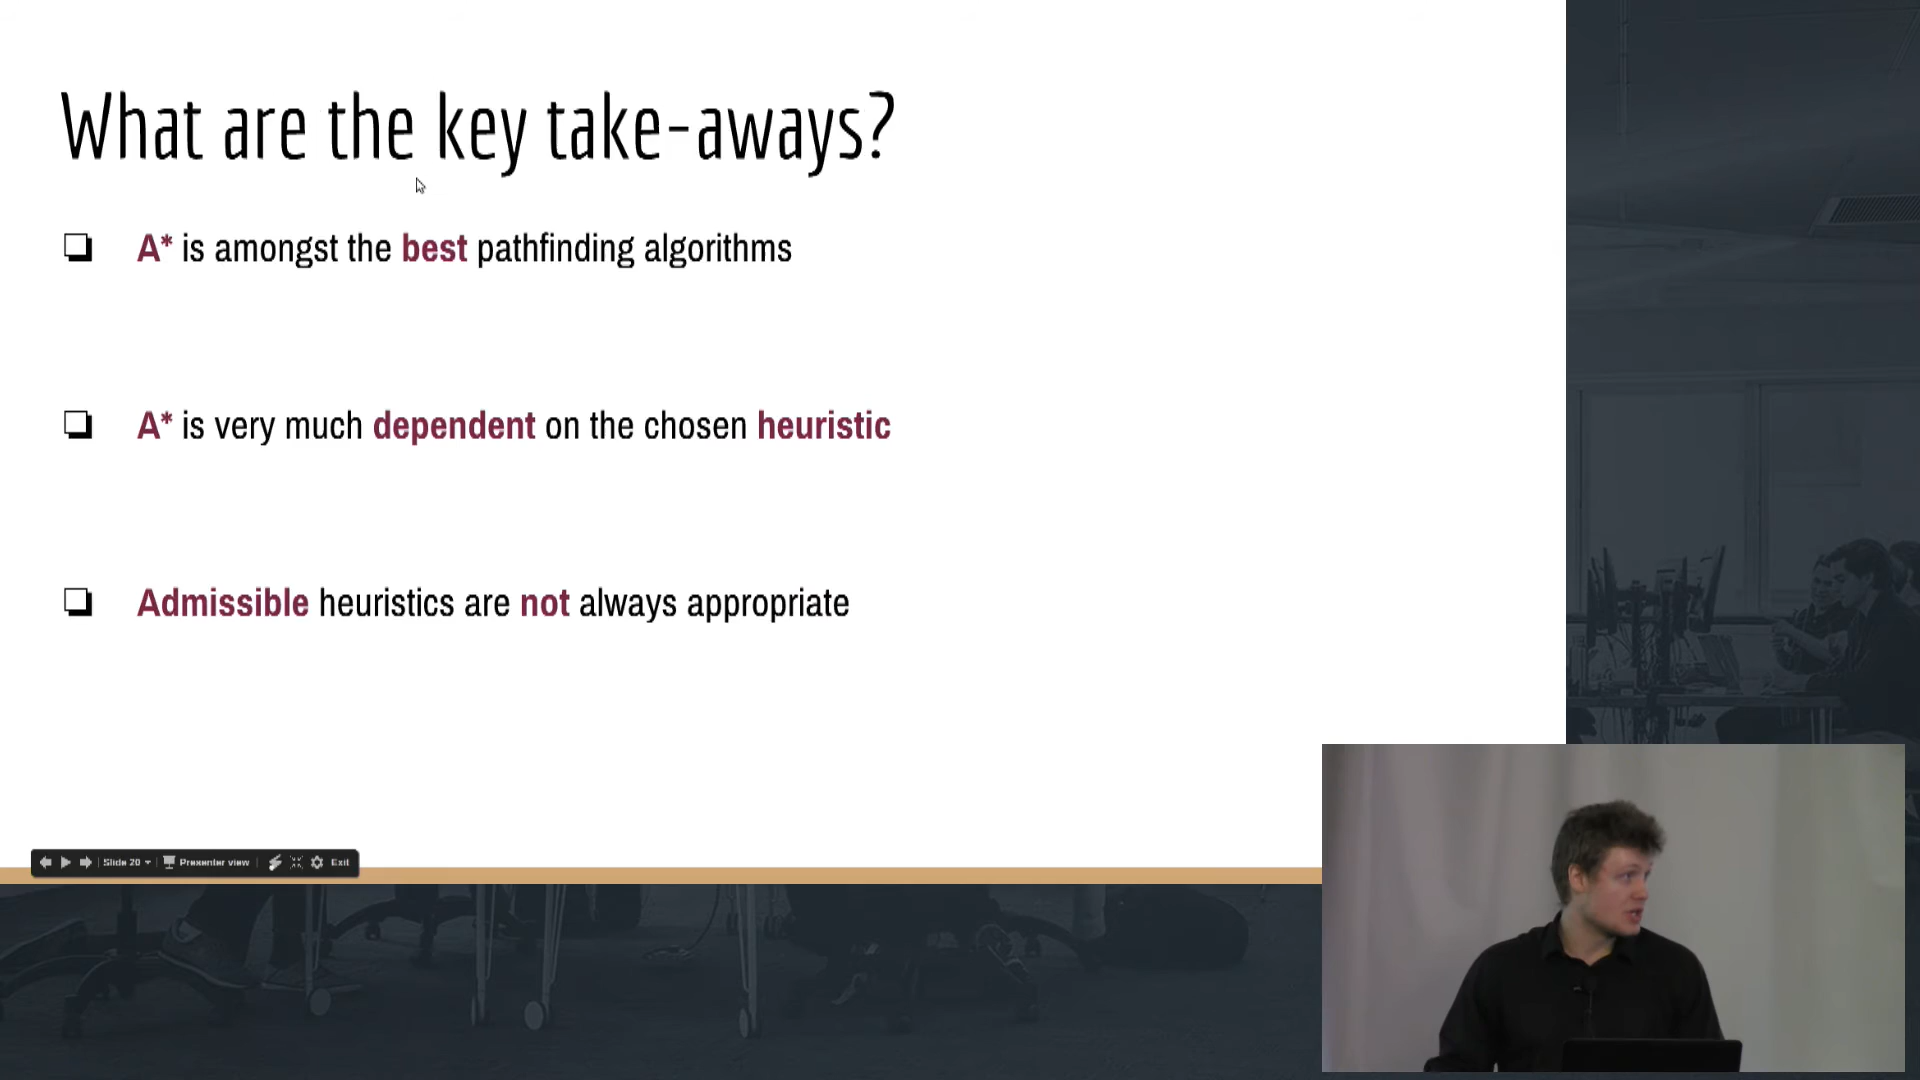 What are the key take-aways?
A* is amongst the best pathfinding algorithms
A* is very much dependent on the chosen heuristic
Admissible heuristics are not always appropriate
Slide 20 Presenter view Exit